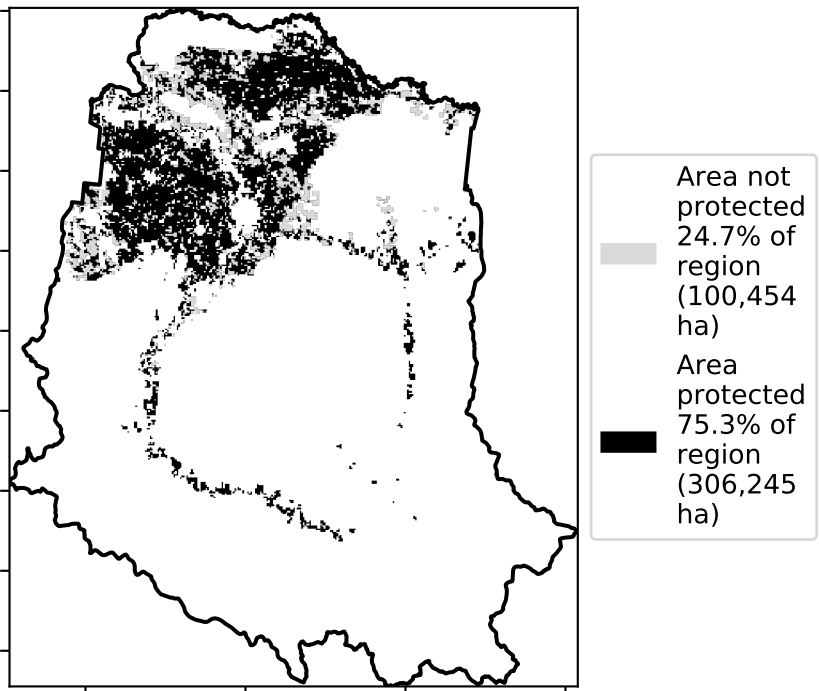 Area not
protected
24.7% of
region
(100,454
ha)
Area
protected
75.3% of
region
(306,245
ha)